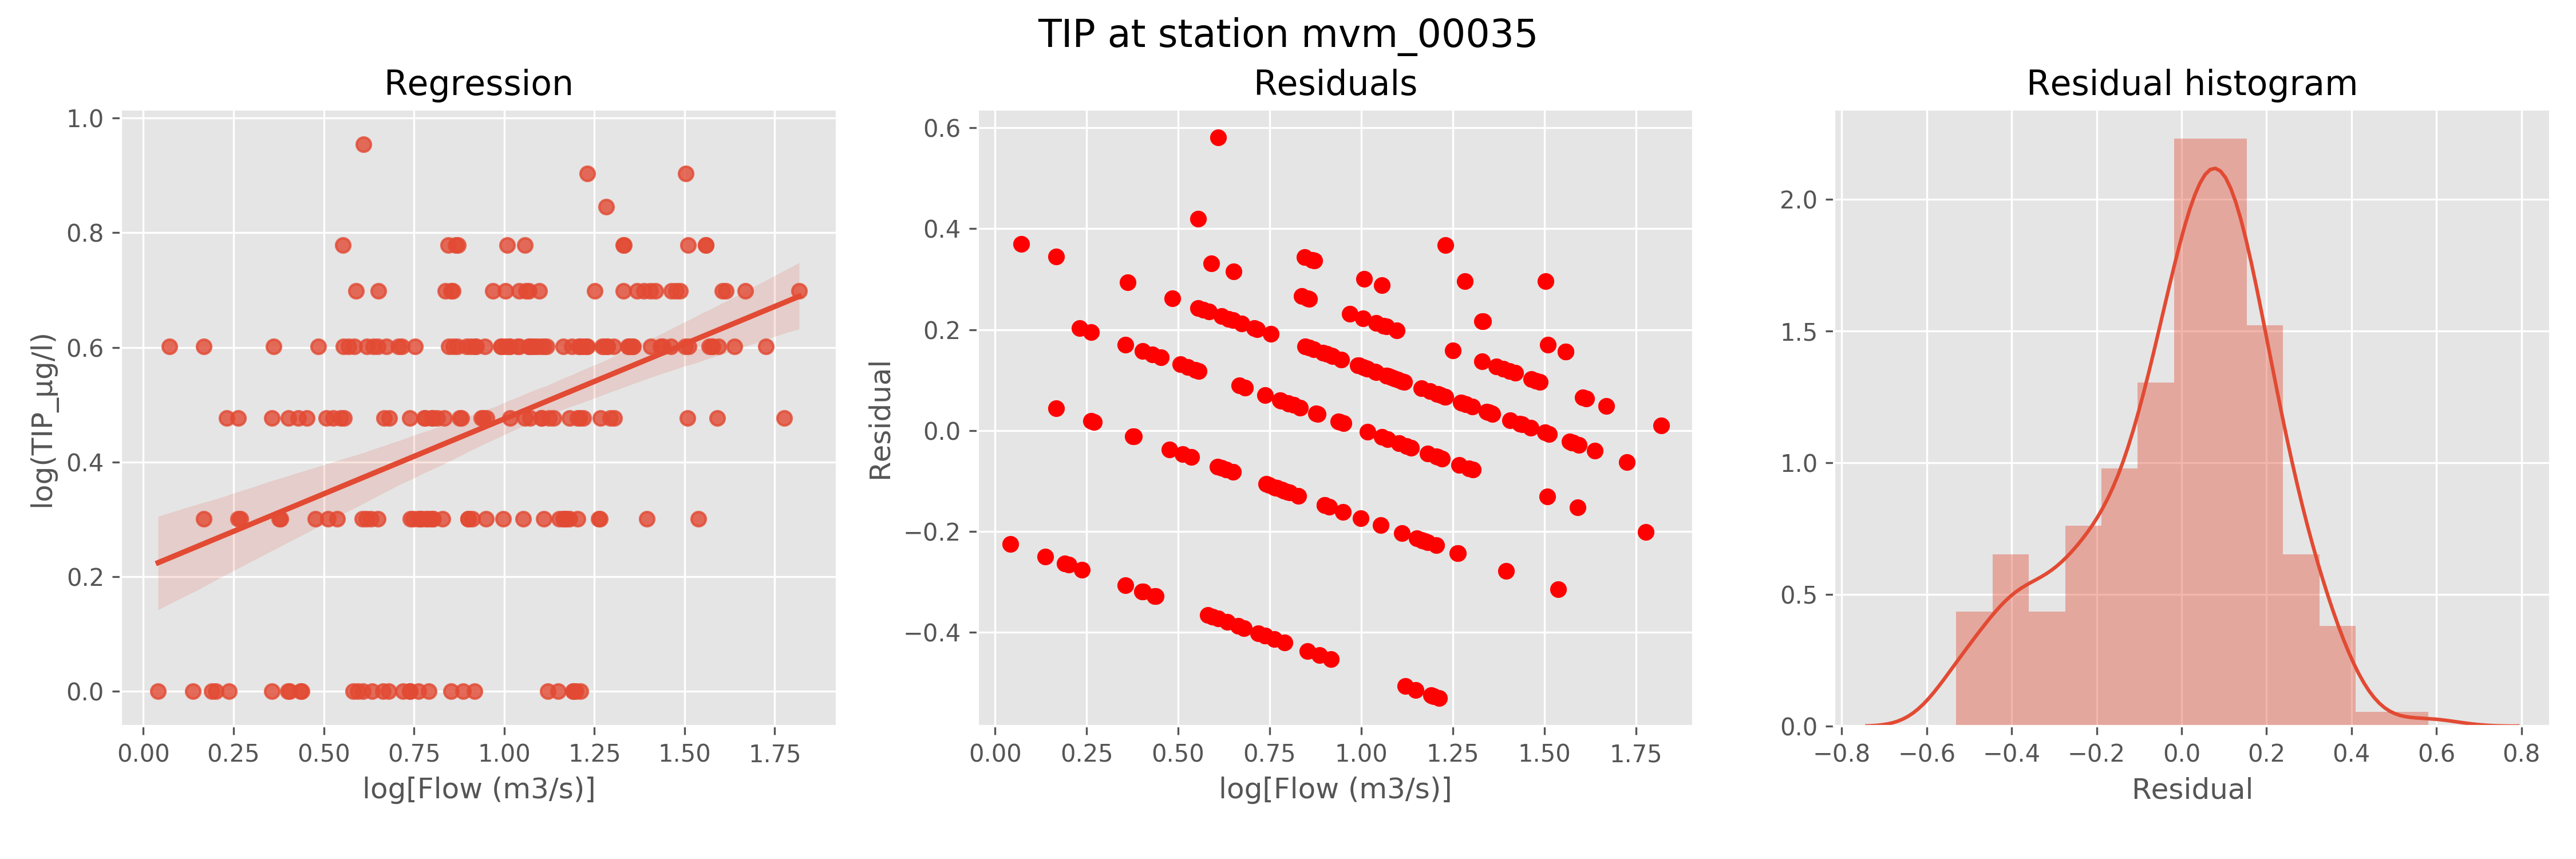 TIP at station mvm_00035
Regression
1.0
0.8
0.6
0.4
0.2
0.0
log(TIP_µg/l)
0.00 0.25 0.50 0.75 1.00 1.25 1.50 1.75
log[Flow (m3/s)]
Residuals
0.6
0.4
0.2
0.0
−0.2
−0.4
Residual
0.00 0.25 0.50 0.75 1.00 1.25 1.50 1.75
log[Flow (m3/s)]
Residual histogram
2.0
1.5
1.0
0.5
0.0
−0.8 −0.6 −0.4 −0.2 0.0 0.2 0.4 0.6 0.8
Residual